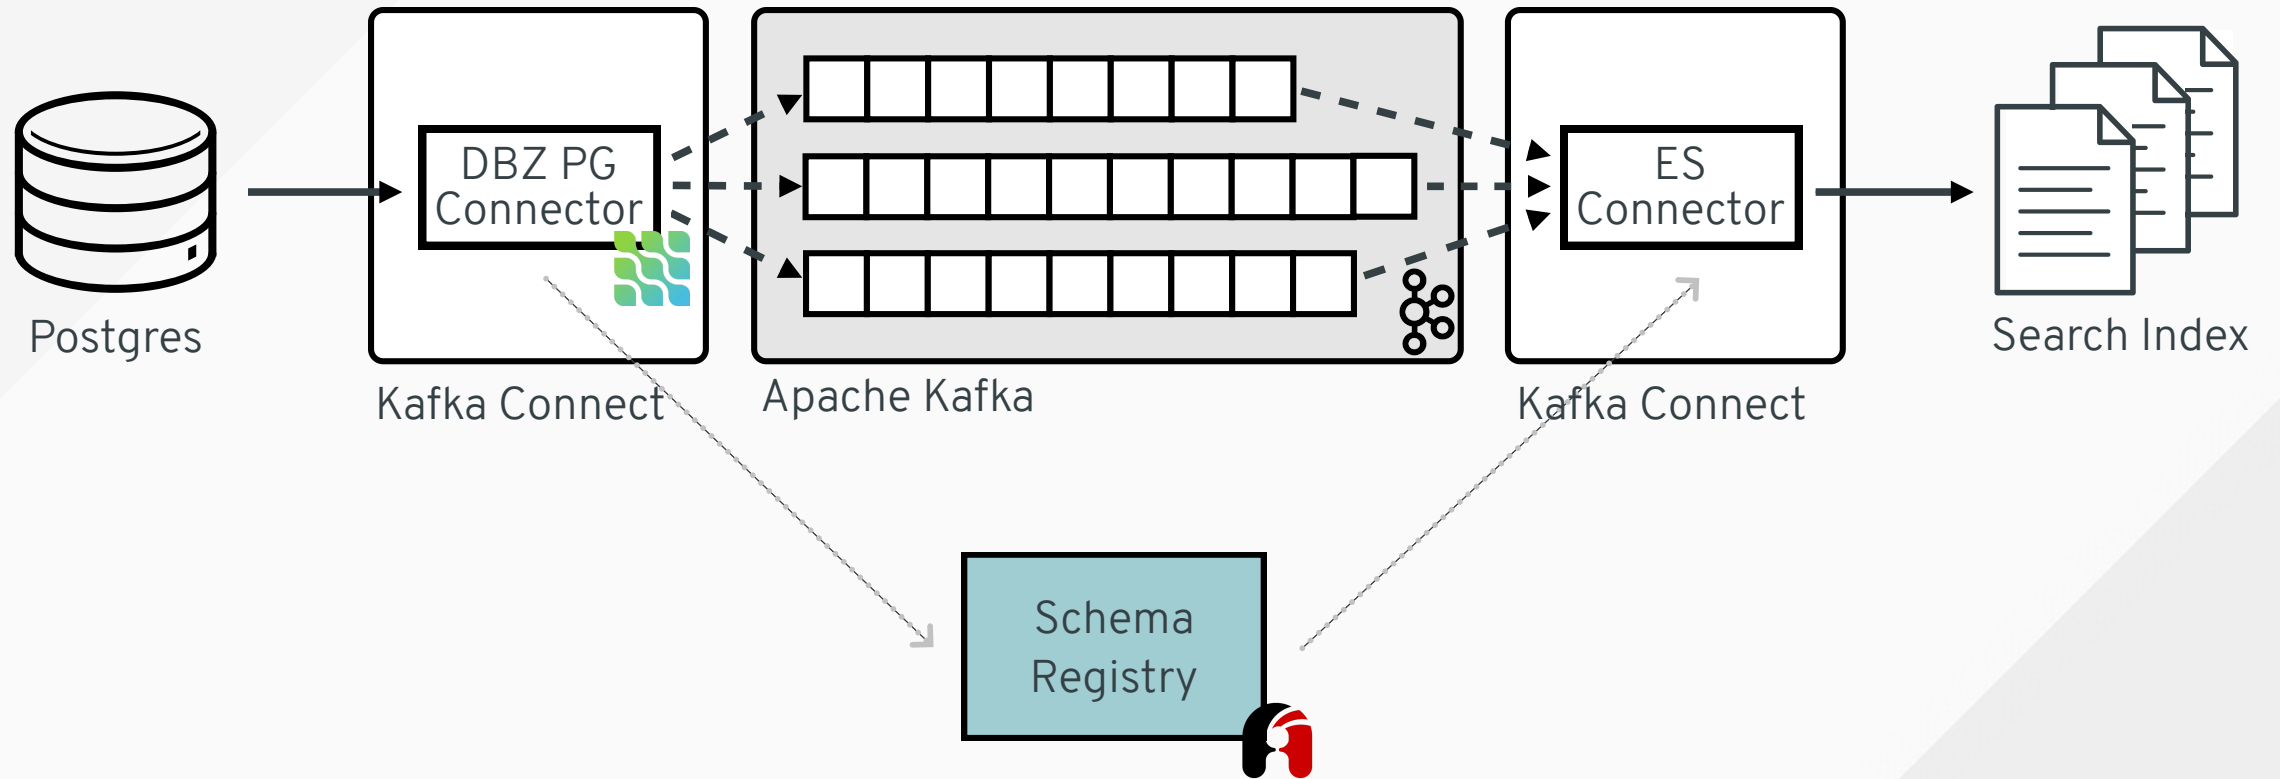 DBZ PG
Connector
ES
Connector
Postgres
Search Index
Kafka Connect
Apache Kafka
Kafka Connect
Schema
Registry